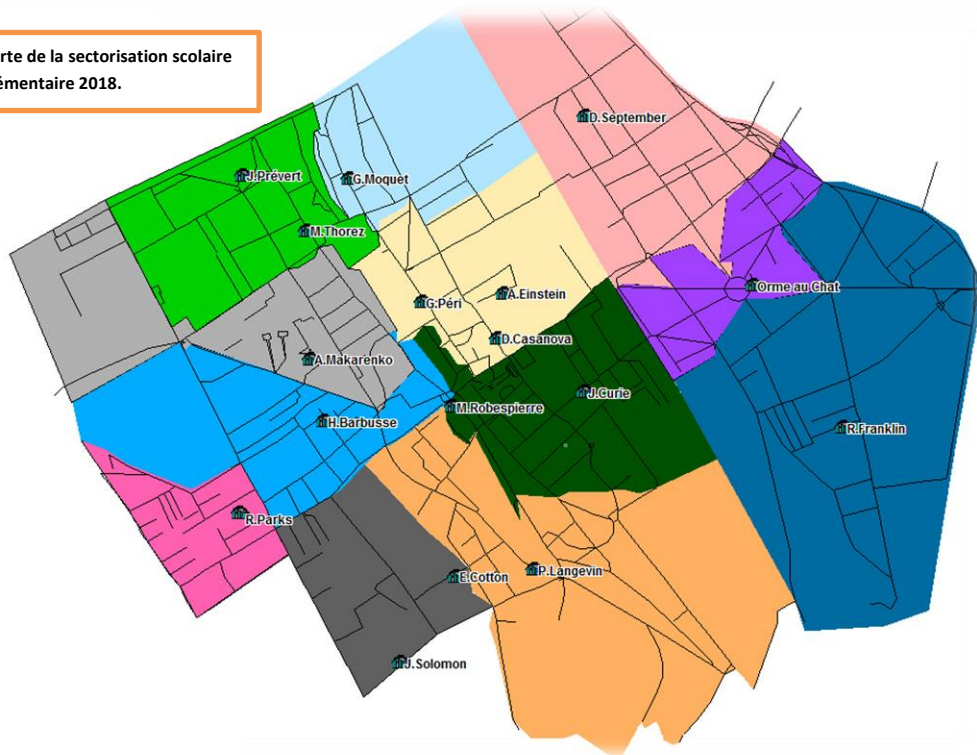 rte de la sectorisation scolaire
émentaire 2018.
D.September
J.Prévert
G.Moquet
M.Thorez
Orme au Chat
A.Einstein
G.Péri
D.Casanova
A.Makarenko
J.Curie
M.Robespierre
H.Barbusse
R.Franklin
R.Parks
P.Langevin
E.Cotton
J.Solomon